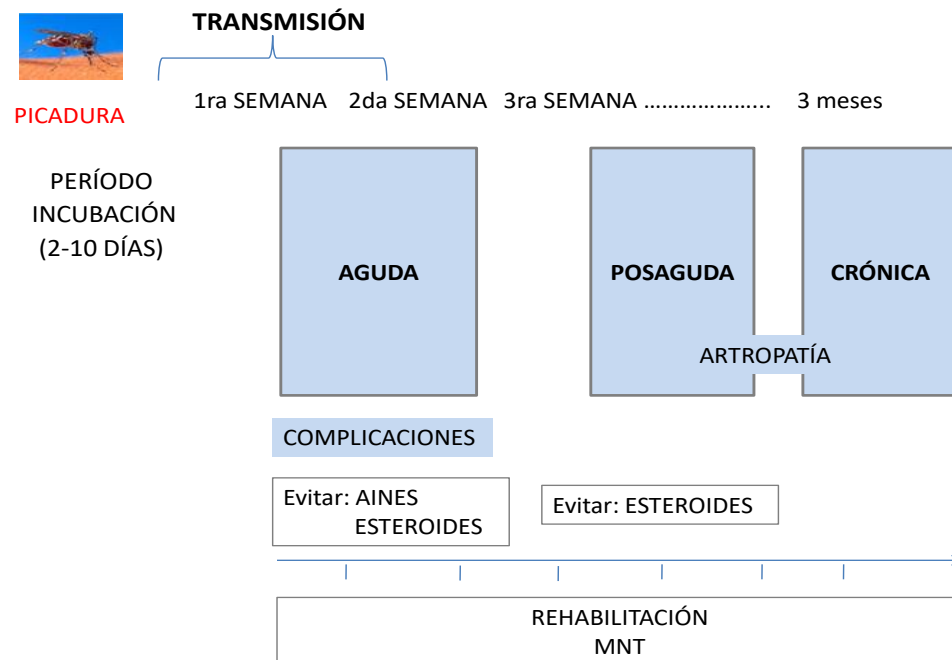 TRANSMISIÓN
1ra SEMANA 2da SEMANA 3ra SEMANA ………………….. 3 meses
PICADURA
PERÍODO
INCUBACIÓN
(2-10 DÍAS)
AGUDA
POSAGUDA
CRÓNICA
ARTROPATÍA
COMPLICACIONES
Evitar: AINES
ESTEROIDES
Evitar: ESTEROIDES
REHABILITACIÓN
MNT